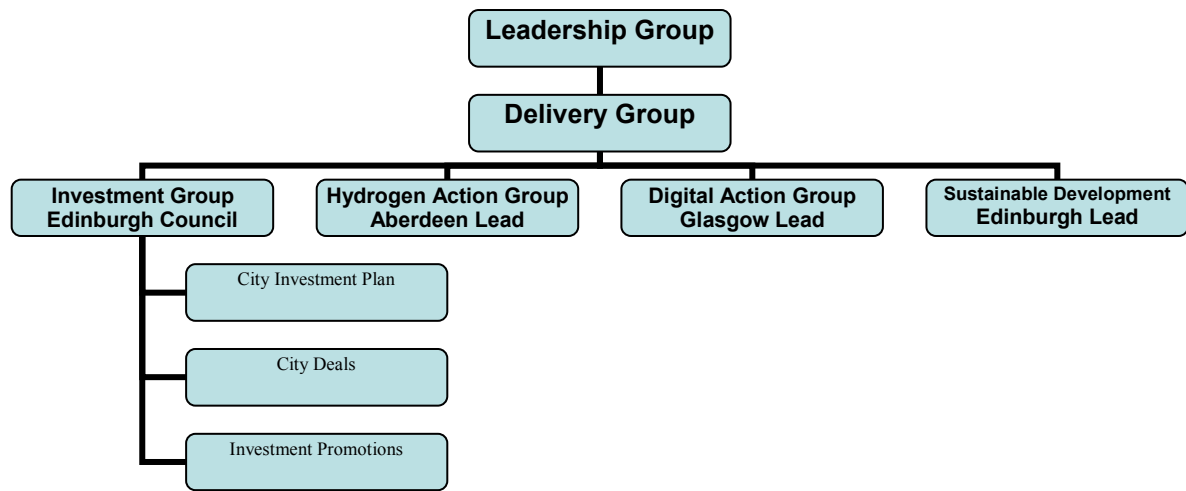 Leadership Group
Delivery Group
Investment Group
Edinburgh Council
Hydrogen Action Group
Aberdeen Lead
Digital Action Group
Glasgow Lead
Sustainable Development
Edinburgh Lead
City Investment Plan
City Deals
Investment Promotions